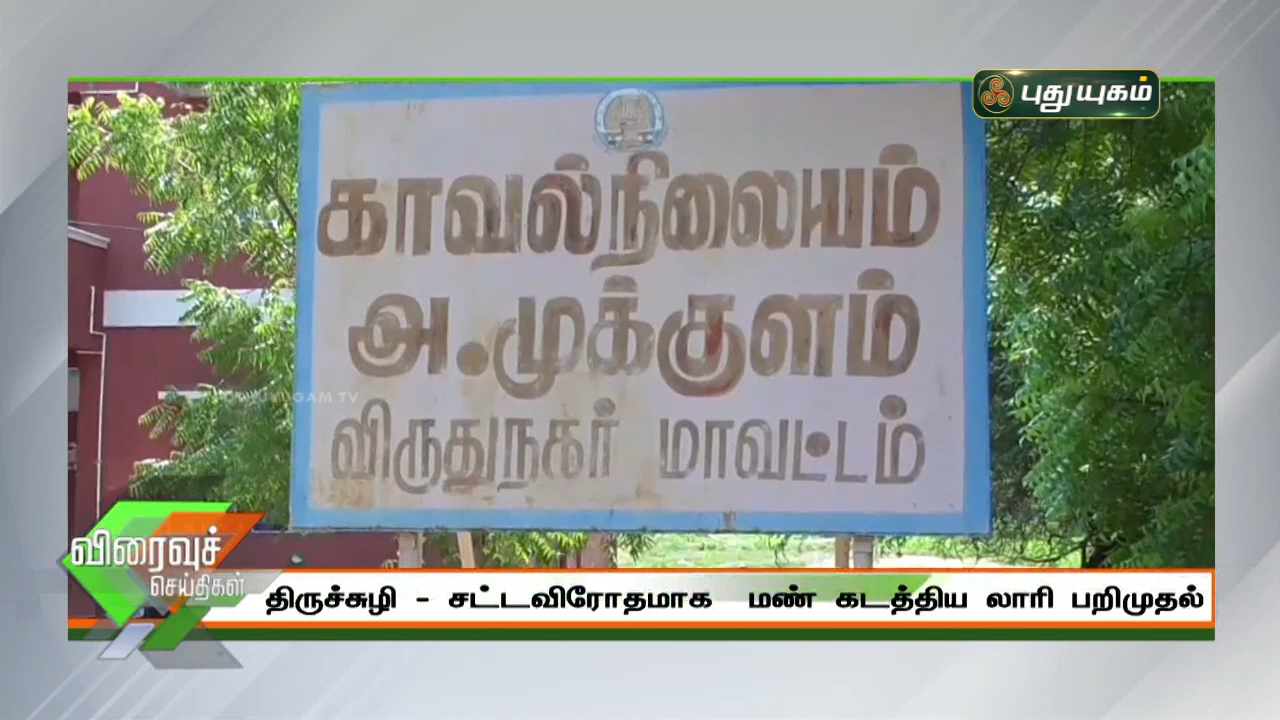 புதுயுகம்
காவல்நிலையம்
அ.முக்குளம்
விருதுநகர் மாவட்டம்
விரைவுச்
செய்திகள்
திருச்சுழி - சட்டவிரோதமாக மண் கடத்திய லாரி பறிமுதல்